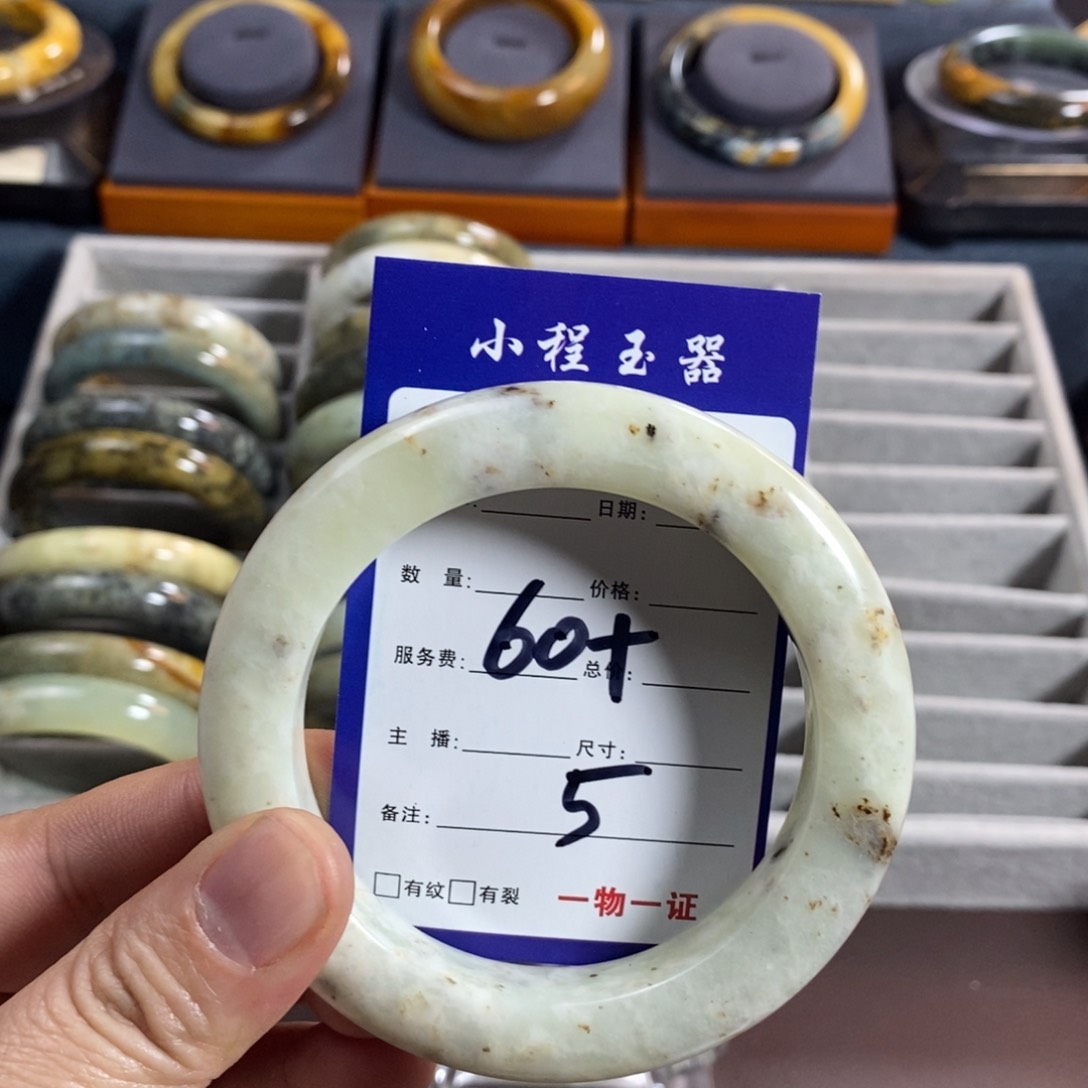 小程玉器
日期：
数 量： 价格：
60+
服务费： 总价：
主 播： 尺寸：
5
备注：
□有纹□有裂 一物一证